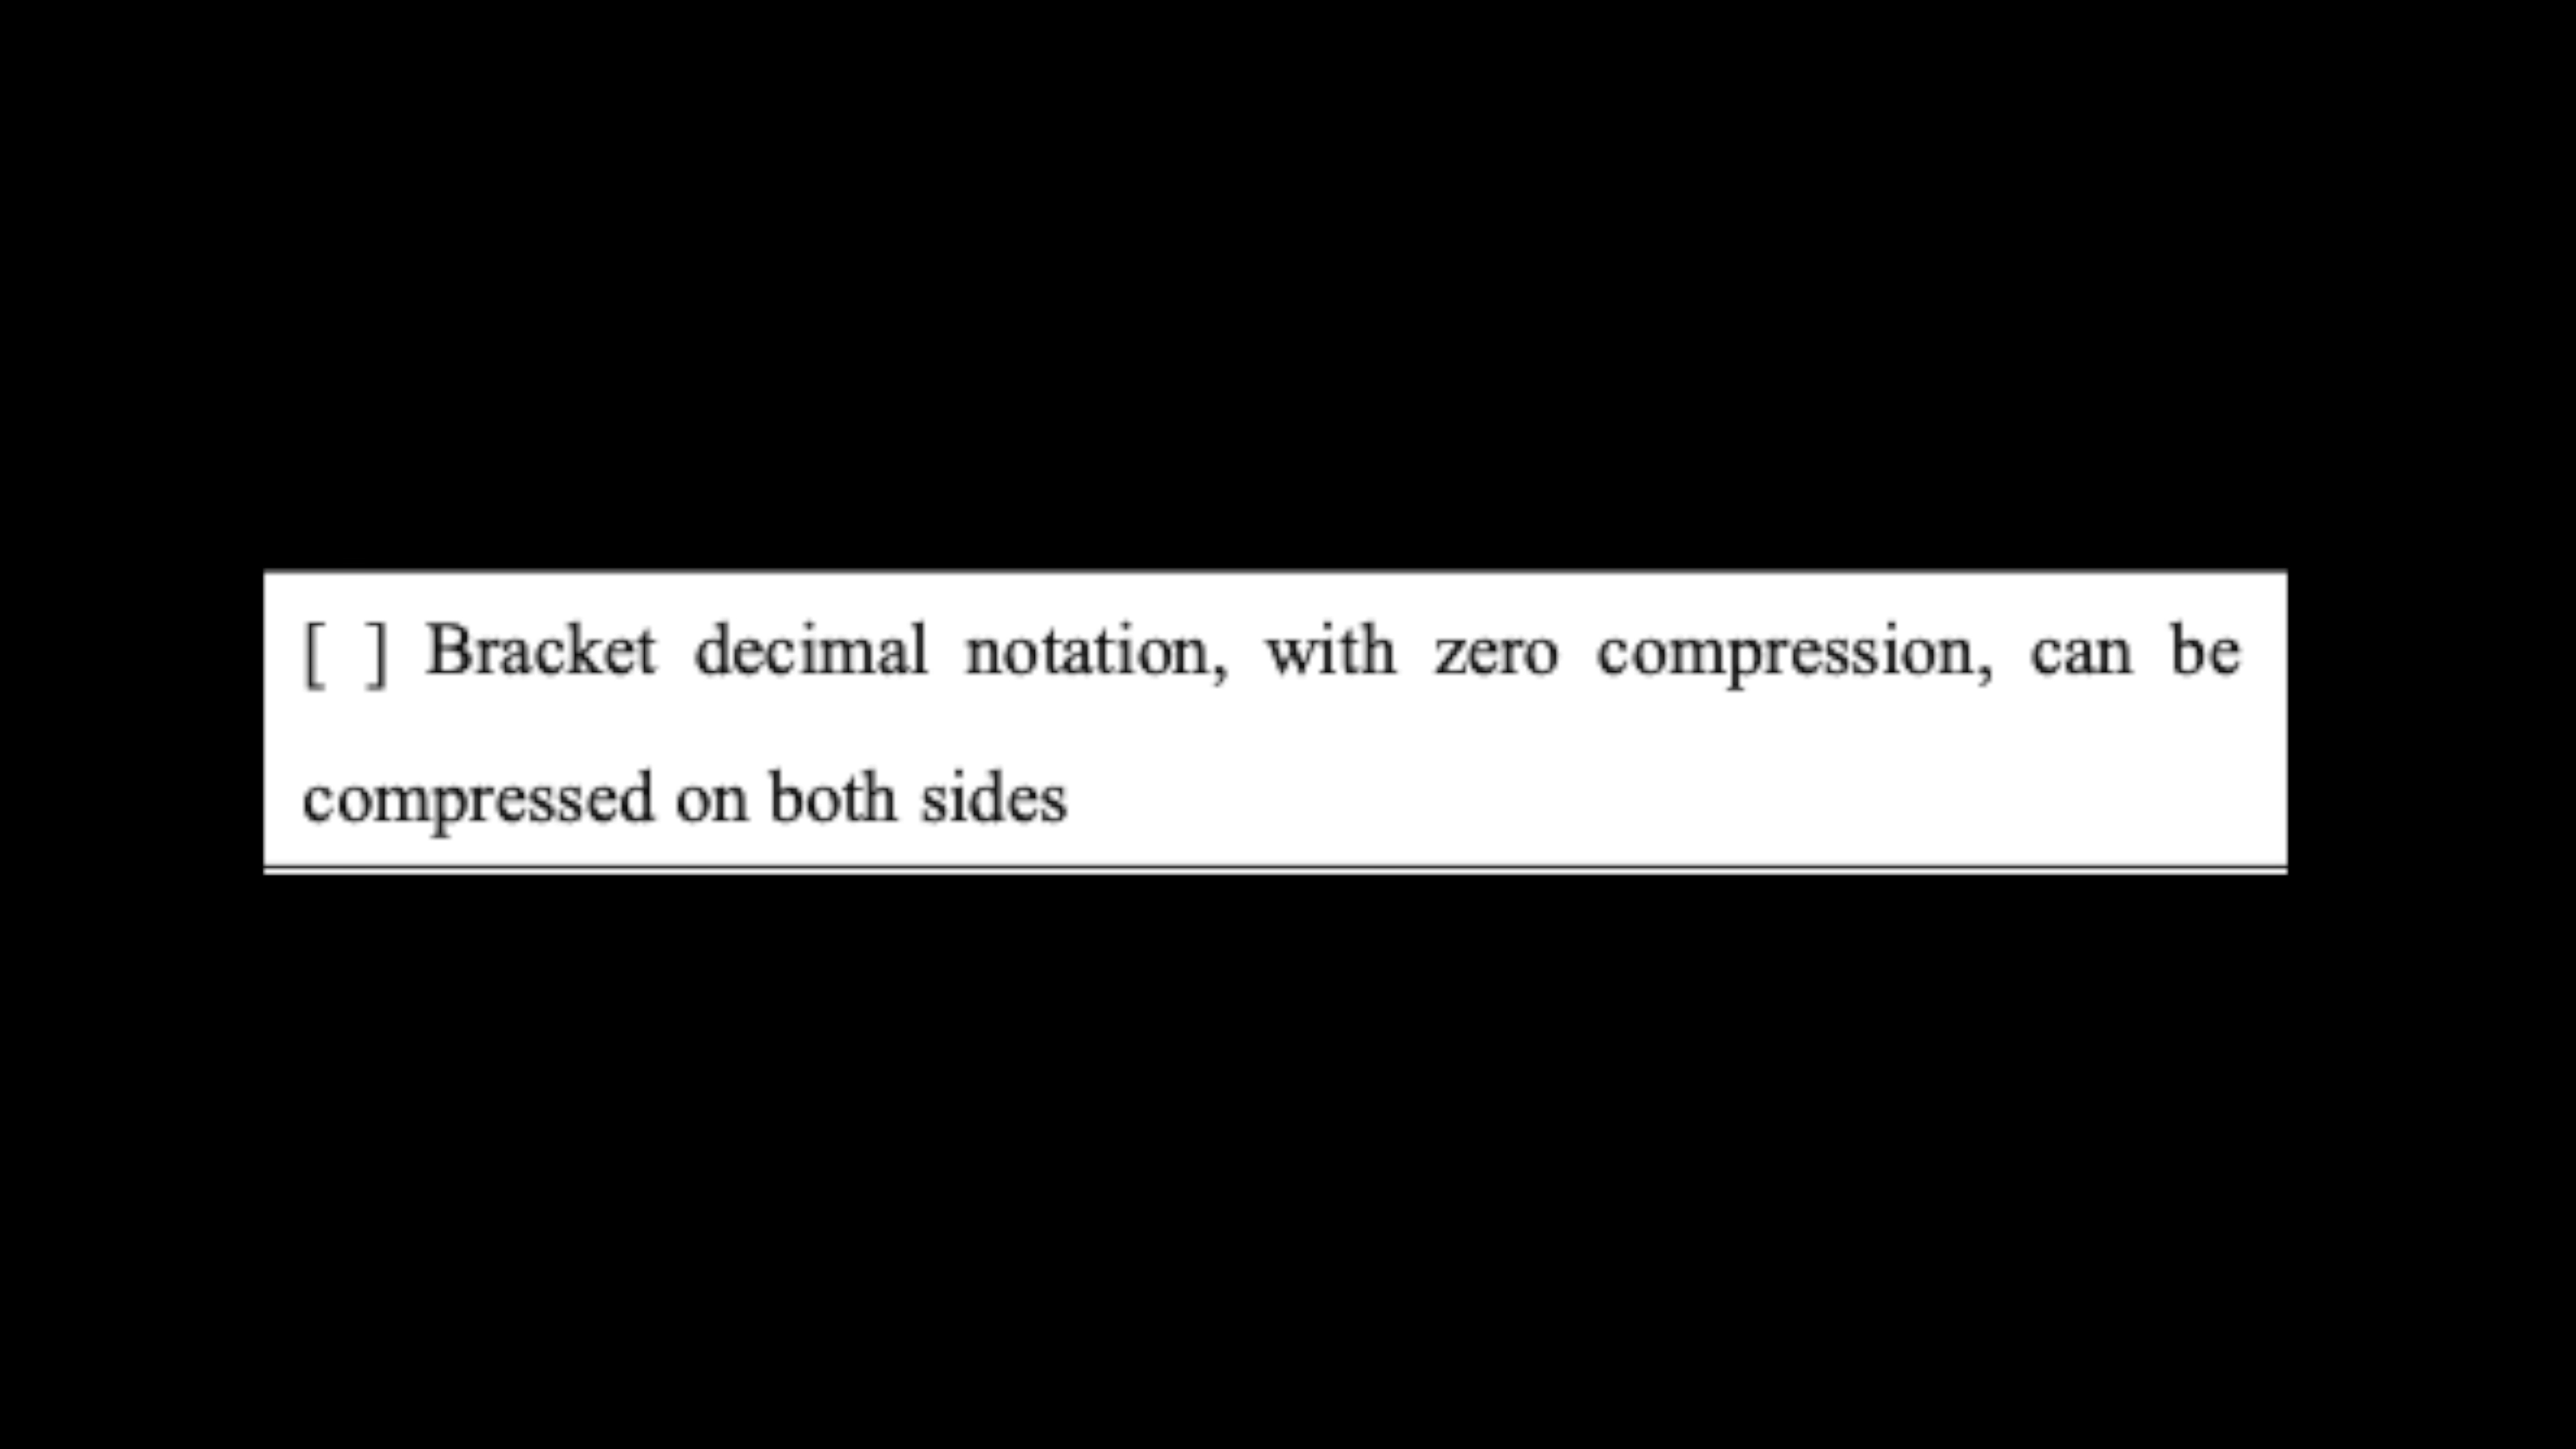 [ ] Bracket decimal notation, with zero compression, can be
compressed on both sides